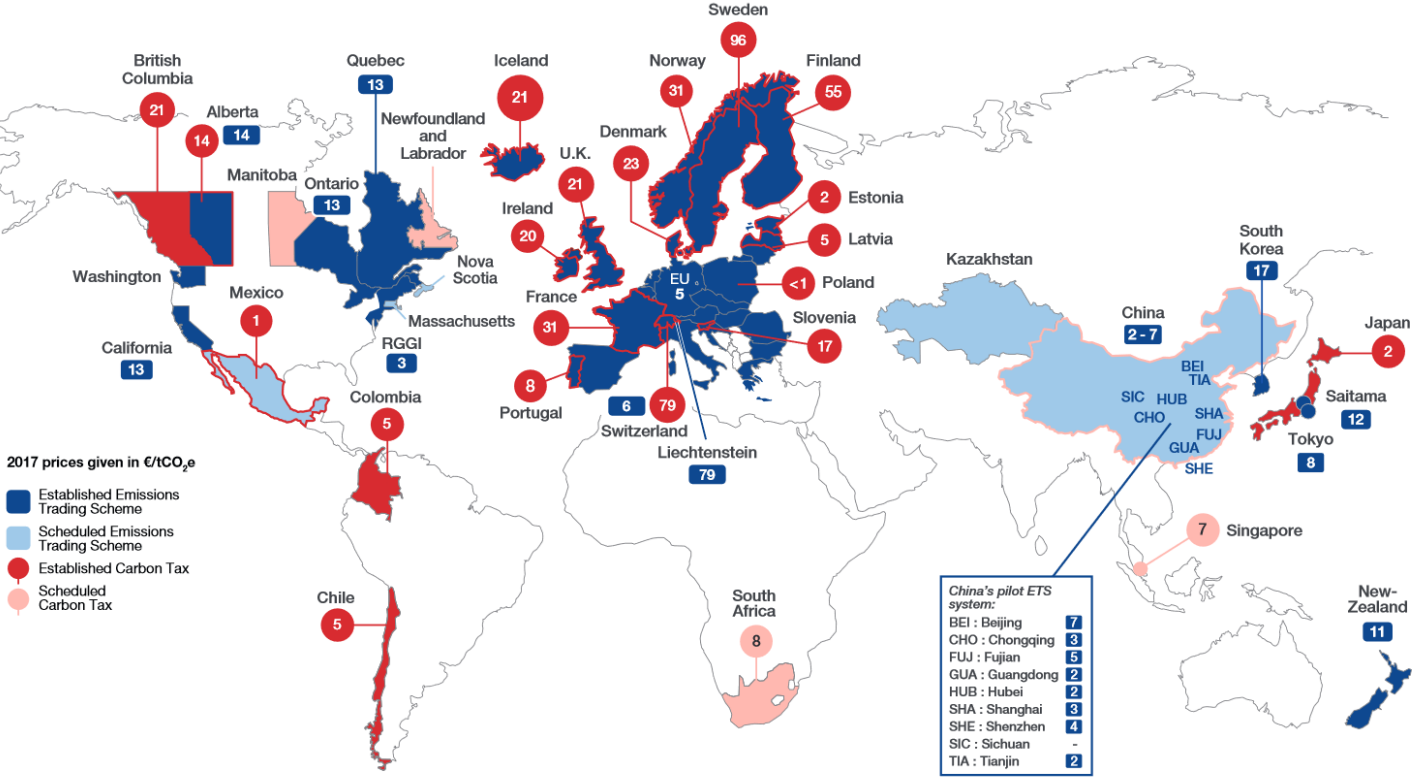 Sweden
96
British
Columbia
21
Quebec
13
Iceland
21
Norway
31
Finland
55
Alberta
14
14
Newfoundland
and
Labrador
Denmark
23
U.K.
21
Manitoba
Ontario
13
Ireland
20
2
Estonia
5
Latvia
South
Korea
17
Washington
Nova
Scotia
EU
5
<1
Poland
Kazakhstan
Mexico
1
Massachusetts
France
31
Slovenia
17
China
2 - 7
Japan
2
California
13
RGGI
3
BEI
TIA
SIC
HUB
CHO
SHA
FUJ
GUA
SHE
Saitama
12
Tokyo
8
Colombia
5
8
Portugal
6
79
Switzerland
Liechtenstein
79
2017 prices given in €/tCO₂e
Established Emissions
Trading Scheme
Scheduled Emissions
Trading Scheme
Established Carbon Tax
Scheduled
Carbon Tax
7
Singapore
Chile
5
South
Africa
8
New-
Zealand
11
China's pilot ETS
system:
BEI : Beijing 7
CHO : Chongqing 3
FUJ : Fujian 5
GUA : Guangdong 2
HUB : Hubei 2
SHA : Shanghai 3
SHE : Shenzhen 4
SIC : Sichuan -
TIA : Tianjin 2